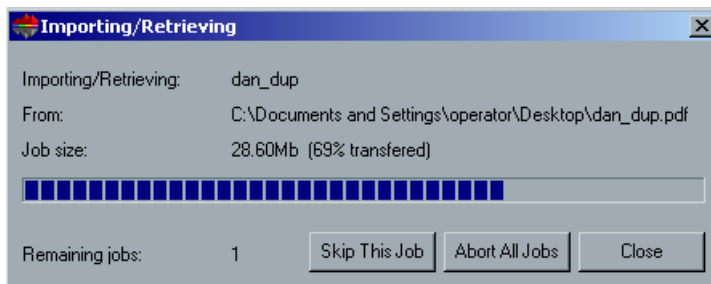 Importing/Retrieving
Importing/Retrieving: dan_dup
From: C:\Documents and Settings\operator\Desktop\dan_dup.pdf
Job size: 28.60Mb (69% transfered)
Remaining jobs: 1 Skip This Job Abort All Jobs Close